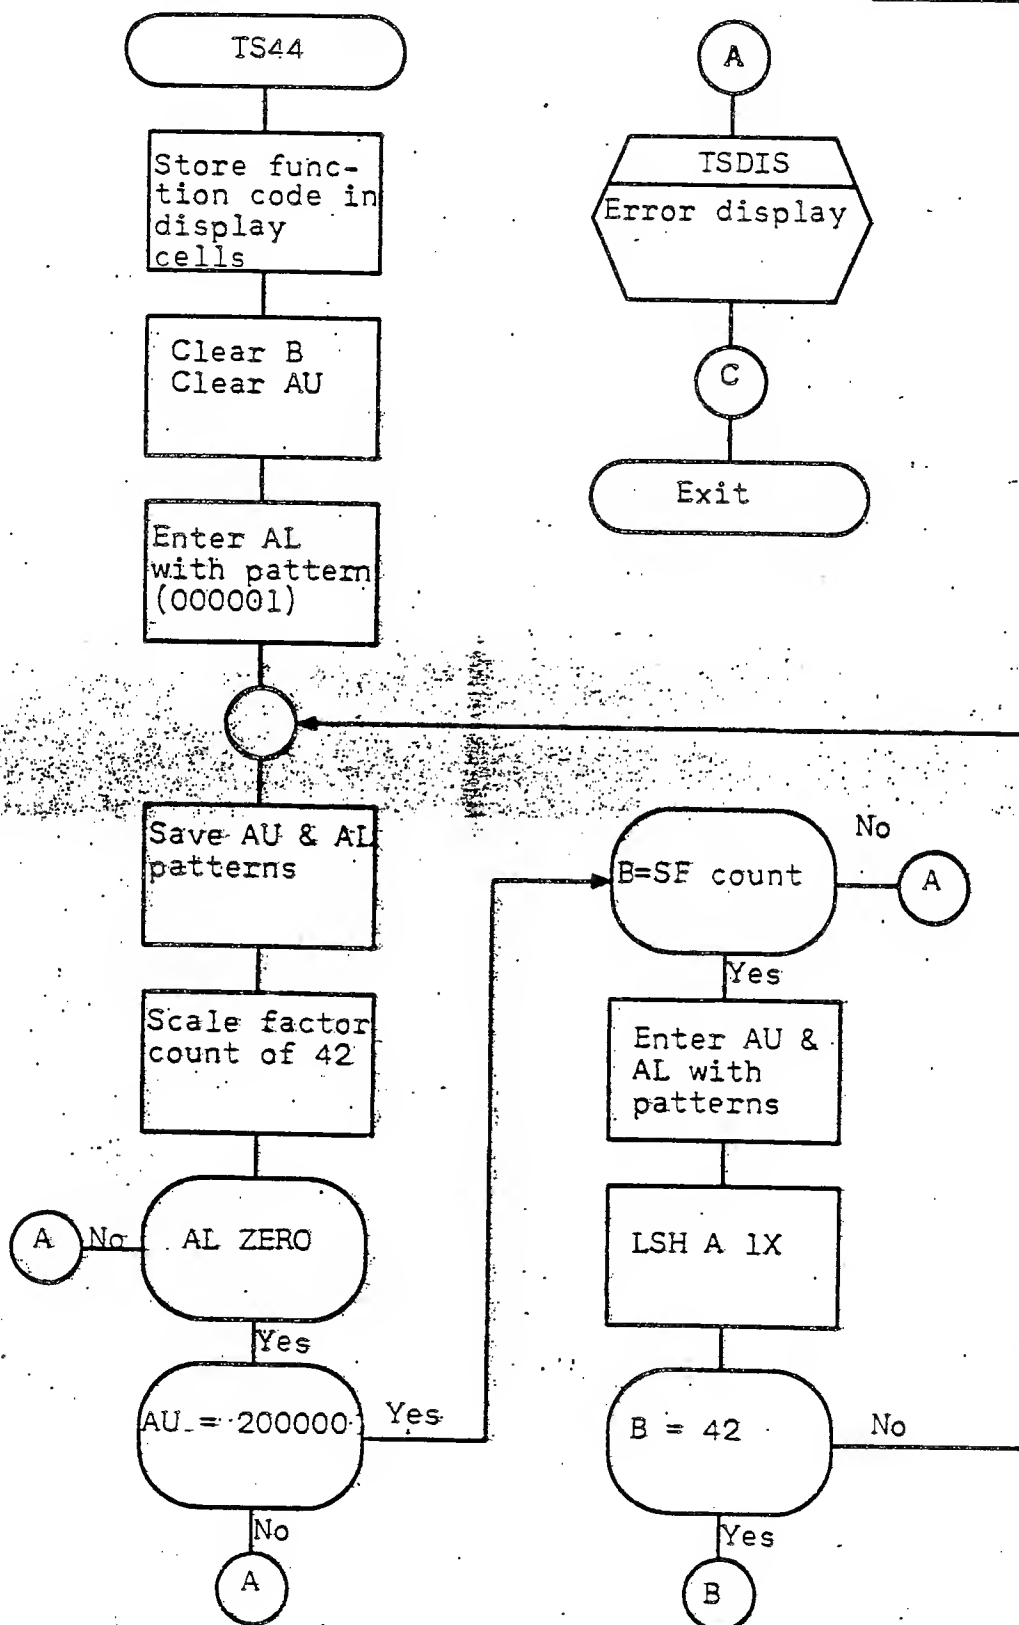 TS44
Store func-
tion code in
display
cells
Clear B
Clear AU
Enter AL
with pattern
(000001)
Save AU & AL
patterns
Scale factor
count of 42
AL ZERO
No
A
Yes
AU = 200000
Yes
No
A
A
TSDIS
Error display
C
Exit
B=SF count
No
A
Yes
Enter AU &
AL with
patterns
LSH A 1X
B = 42
No
Yes
B